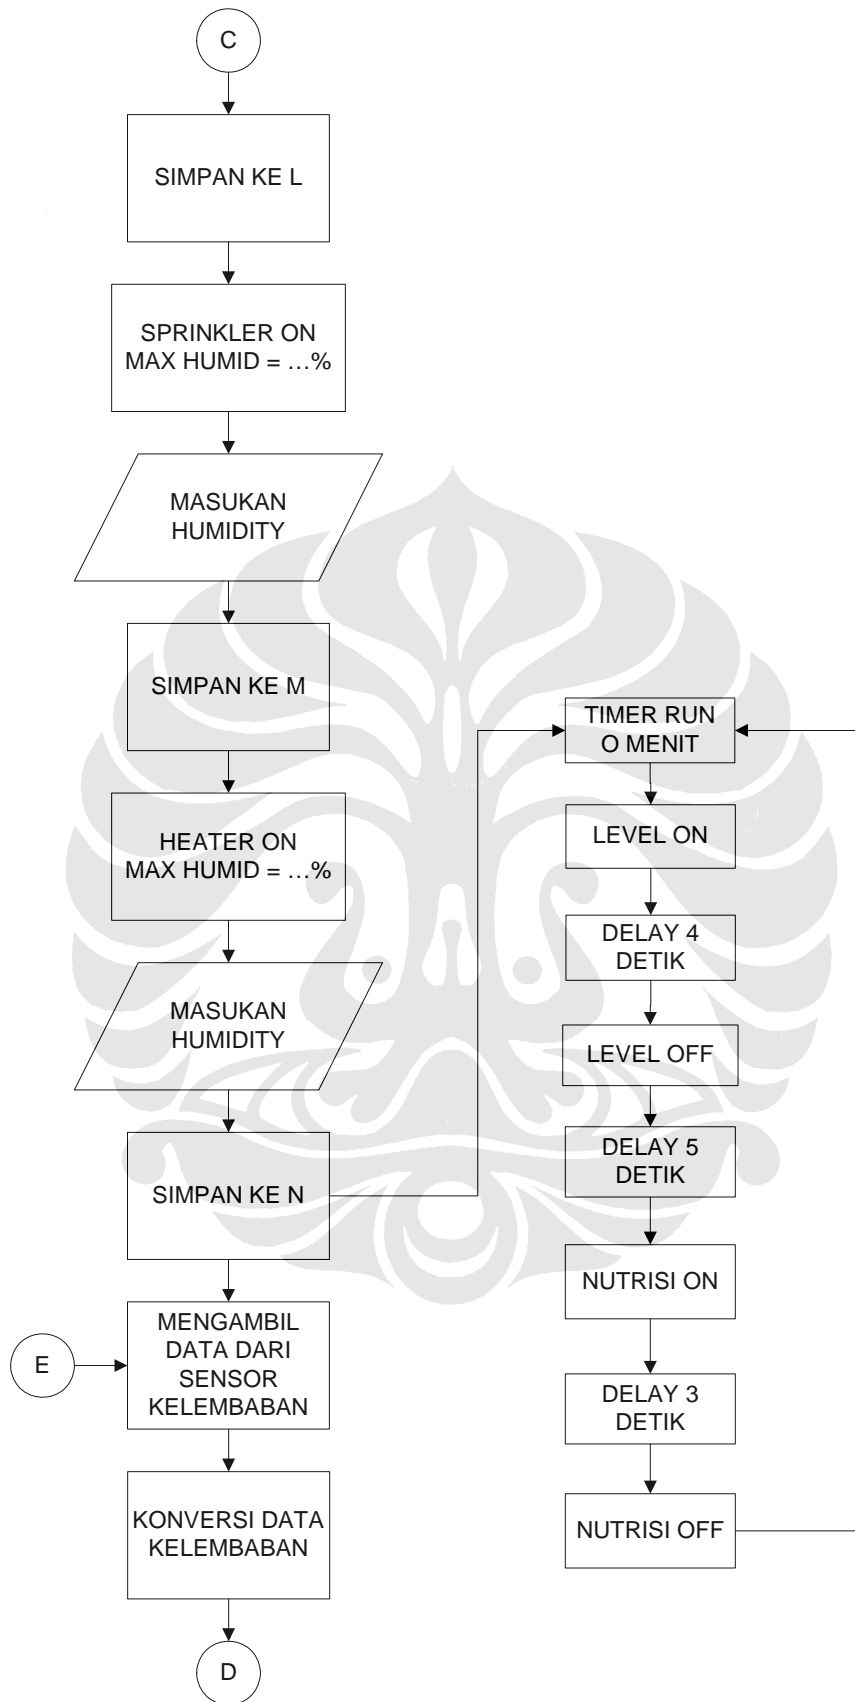 C
SIMPAN KE L
SPRINKLER ON
MAX HUMID = …%
MASUKAN
HUMIDITY
SIMPAN KE M
HEATER ON
MAX HUMID = …%
MASUKAN
HUMIDITY
SIMPAN KE N
E
MENGAMBIL
DATA DARI
SENSOR
KELEMBABAN
KONVERSI DATA
KELEMBABAN
D
TIMER RUN
O MENIT
LEVEL ON
DELAY 4
DETIK
LEVEL OFF
DELAY 5
DETIK
NUTRISI ON
DELAY 3
DETIK
NUTRISI OFF